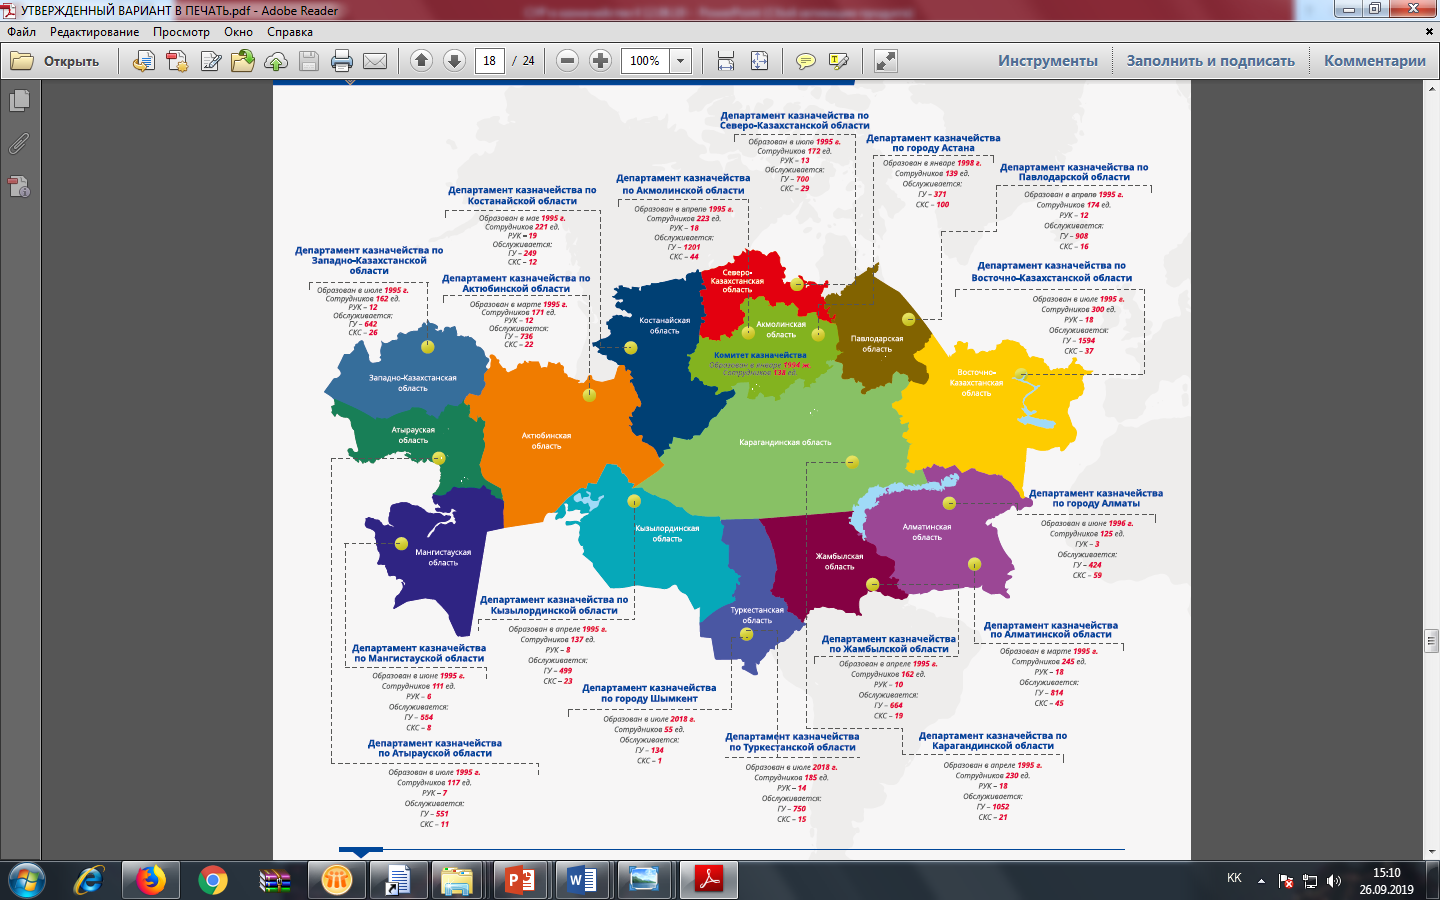 УТВЕРЖДЕННЫЙ ВАРИАНТ В ПЕЧАТЬ.pdf - Adobe Reader
Файл Редактирование Просмотр Окно Справка
Открыть
18 / 24
100%
Инструменты Заполнить и подписать Комментарии
Департамент казначейства по
Северо-Казахстанской области
Образован в июле 1995 г.
Сотрудников 172 ед.
РУК – 13
Обслуживается:
ГУ – 700
СКС – 29
Департамент казначейства
по городу Астана
Образован в январе 1998 г.
Сотрудников 139 ед.
Обслуживается:
ГУ – 371
СКС – 100
Департамент казначейства по
Павлодарской области
Образован в апреле 1995 г.
Сотрудников 174 ед.
РУК – 12
Обслуживается:
ГУ – 908
СКС – 16
Департамент казначейства
по Акмолинской области
Образован в апреле 1995 г.
Сотрудников 223 ед.
РУК – 18
Обслуживается:
ГУ – 1201
СКС – 44
Департамент казначейства по
Костанайской области
Образован в мае 1995 г.
Сотрудников 221 ед.
РУК – 19
Обслуживается:
ГУ – 249
СКС – 12
Департамент казначейства по
Западно-Казахстанской
области
Образован в июле 1995 г.
Сотрудников 162 ед.
РУК – 12
Обслуживается:
ГУ – 642
СКС – 26
Департамент казначейства по
Актюбинской области
Образован в марте 1995 г.
Сотрудников 171 ед.
РУК – 12
Обслуживается:
ГУ – 736
СКС – 22
Департамент казначейства по
Восточно-Казахстанской области
Образован в июле 1995 г.
Сотрудников 300 ед.
РУК – 18
Обслуживается:
ГУ – 1594
СКС – 37
Северо-
Казахстанская
область
Костанайская
область
Акмолинская
область
Павлодарская
область
Комитет казначейства
Образован в январе 1994 ж.
Сотрудников 138 ед.
Западно-Казахстанская
область
Восточно-
Казахстанская
область
Атырауская
область
Актюбинская
область
Карагандинская область
Кызылординская
область
Алматинская
область
Мангистауская
область
Жамбылская
область
Туркестанская
область
Департамент казначейства
по городу Алматы
Образован в июне 1996 г.
Сотрудников 125 ед.
ГУК – 3
Обслуживается:
ГУ – 424
СКС – 59
Департамент казначейства по
Кызылординской области
Образован в апреле 1995 г.
Сотрудников 137 ед.
РУК – 8
Обслуживается:
ГУ – 499
СКС – 23
Департамент казначейства
по Алматинской области
Образован в марте 1995 г.
Сотрудников 245 ед.
РУК – 18
Обслуживается:
ГУ – 814
СКС – 45
Департамент казначейства
по Жамбылской области
Образован в апреле 1995 г.
Сотрудников 162 ед.
РУК – 10
Обслуживается:
ГУ – 664
СКС – 19
Департамент казначейства
по Мангистауской области
Образован в июне 1995 г.
Сотрудников 111 ед.
РУК – 6
Обслуживается:
ГУ – 554
СКС – 8
Департамент казначейства
по городу Шымкент
Образован в июле 2018 г.
Сотрудников 55 ед.
Обслуживается:
ГУ – 134
СКС – 1
Департамент казначейства
по Атырауской области
Образован в июле 1995 г.
Сотрудников 117 ед.
РУК – 7
Обслуживается:
ГУ – 551
СКС – 11
Департамент казначейства
по Туркестанской области
Образован в июле 2018 г.
Сотрудников 185 ед.
РУК – 14
Обслуживается:
ГУ – 750
СКС – 15
Департамент казначейства по
Карагандинской области
Образован в апреле 1995 г.
Сотрудников 230 ед.
РУК – 18
Обслуживается:
ГУ – 1052
СКС – 21
KK
15:10
26.09.2019